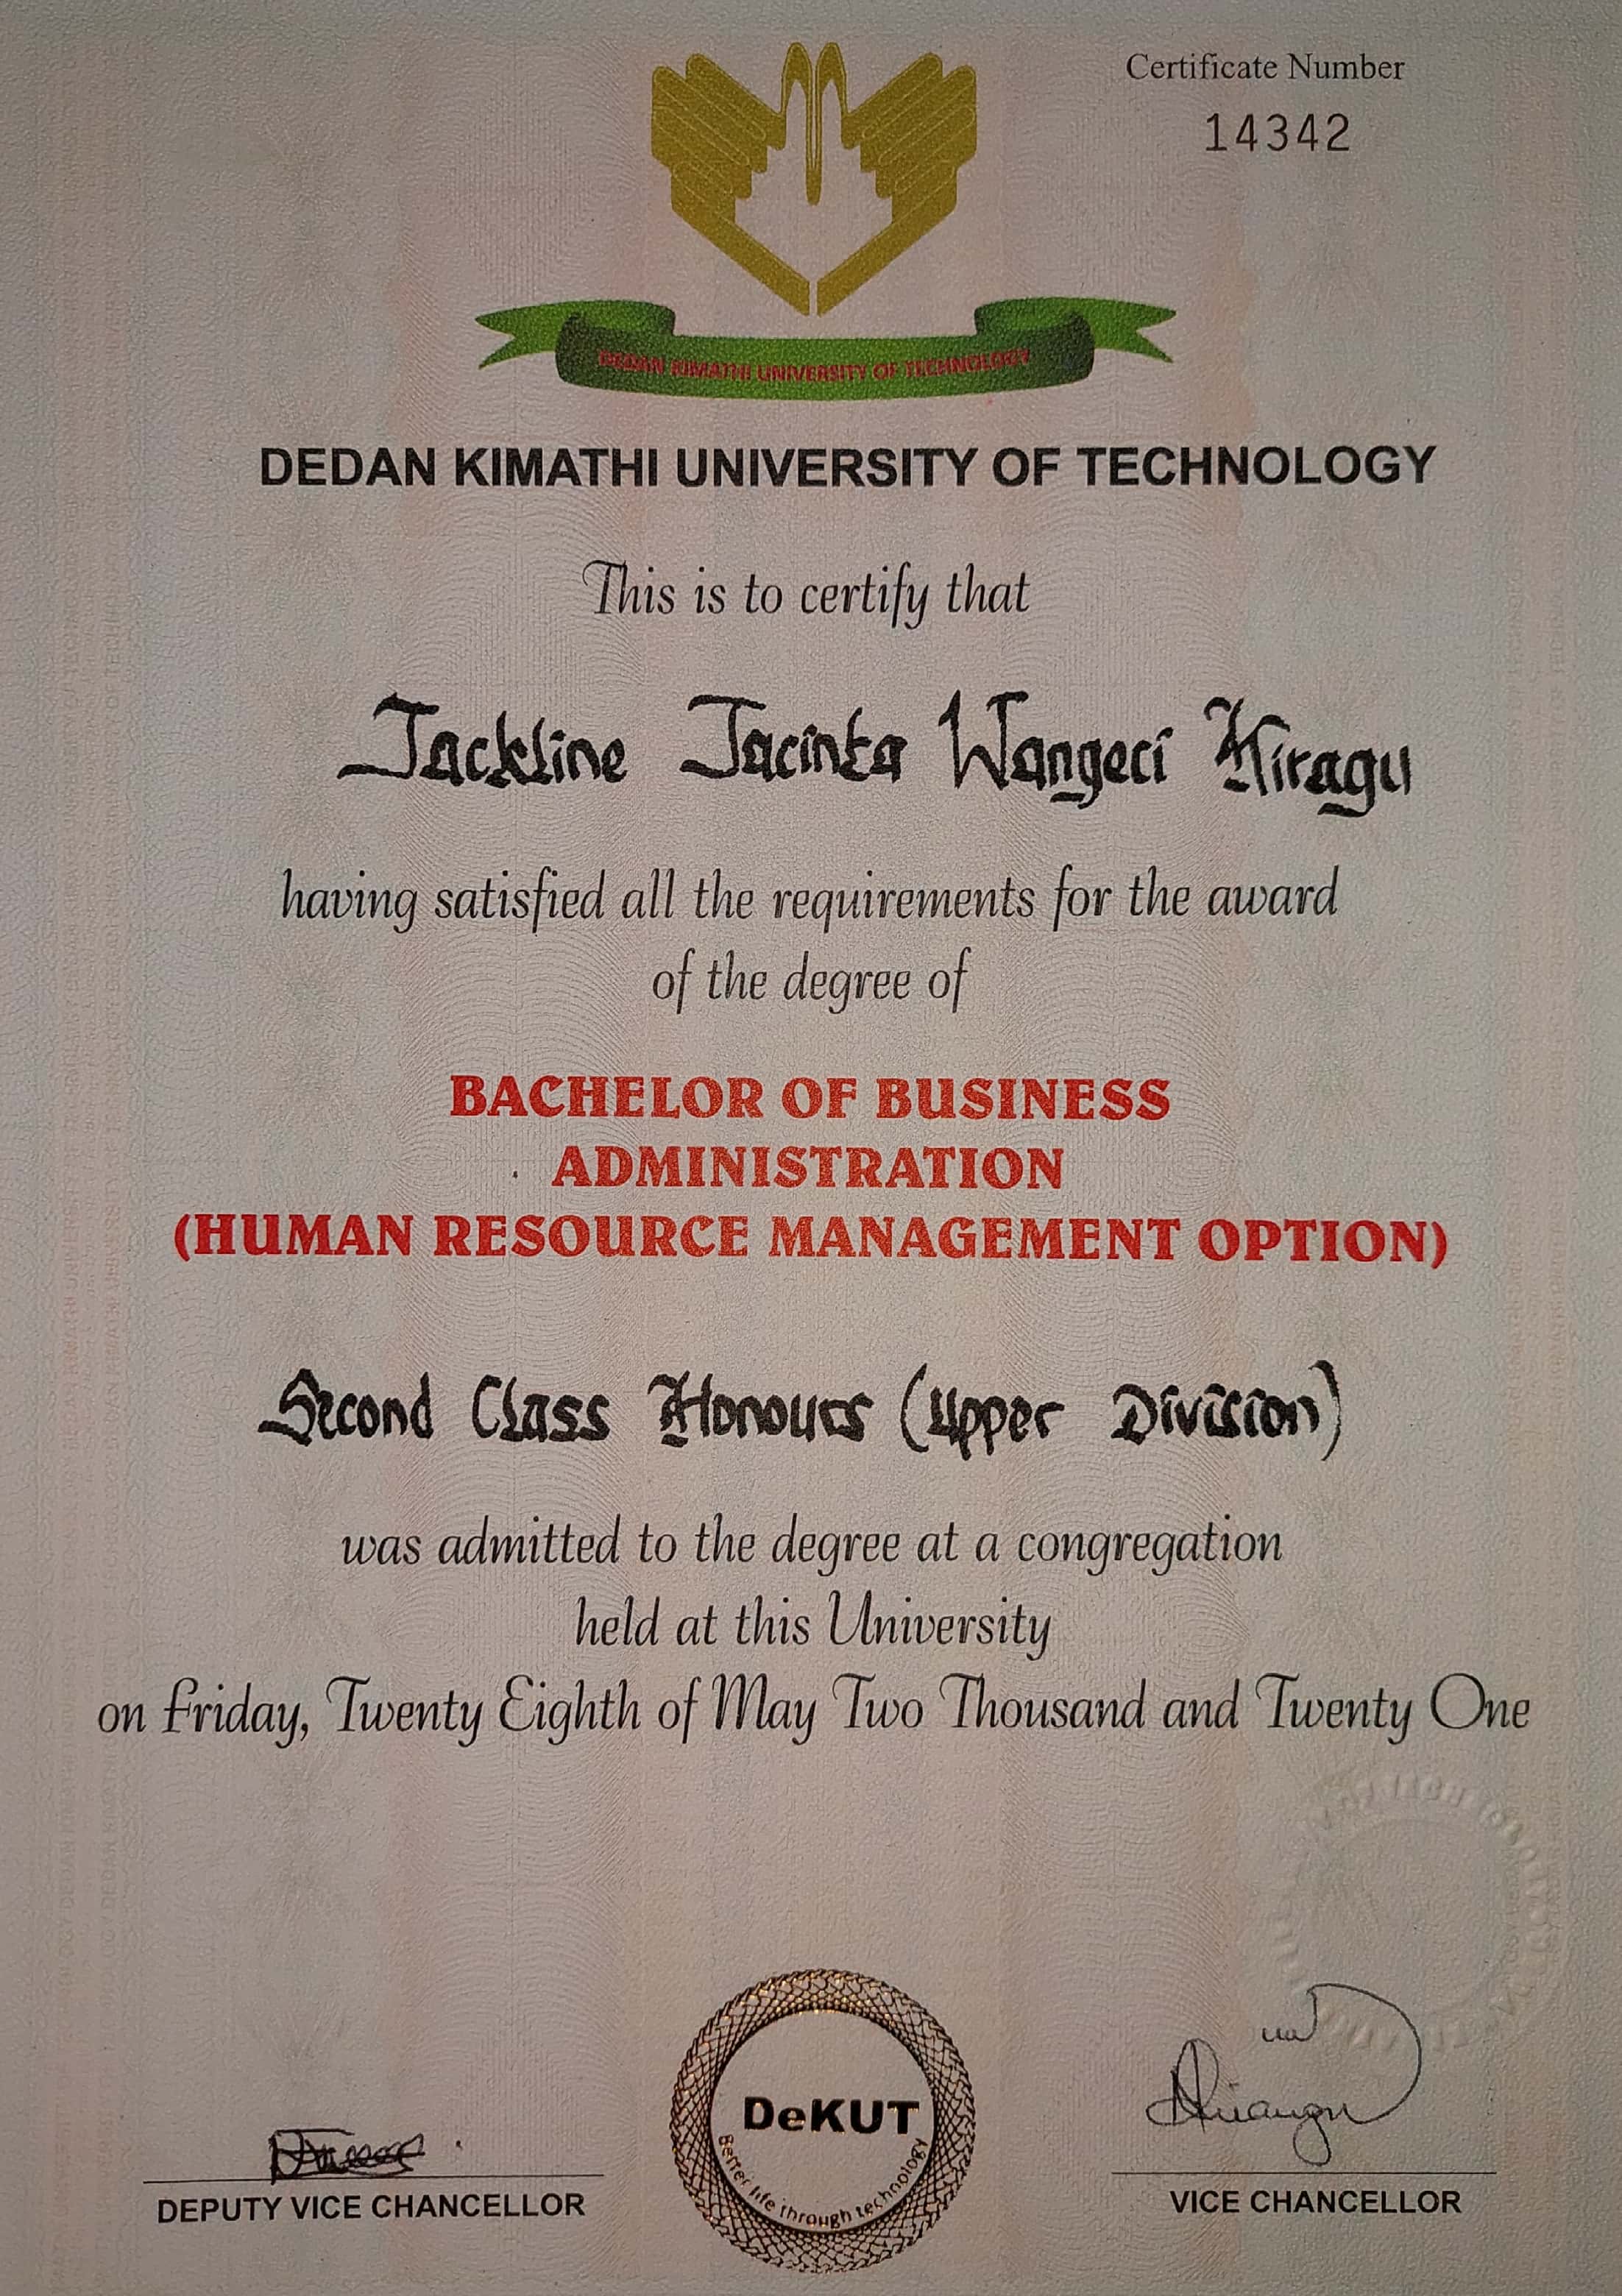 Certificate Number
14342
DEDAN KIMATHI UNIVERSITY OF TECHNOLOGY
DEDAN KIMATHI UNIVERSITY OF TECHNOLOGY
This is to certify that
Jackline Jacinta Wangeci Kiragu
having satisfied all the requirements for the award
of the degree of
BACHELOR OF BUSINESS
ADMINISTRATION
(HUMAN RESOURCE MANAGEMENT OPTION)
Second Class Honours (Upper Division)
was admitted to the degree at a congregation
held at this University
on Friday, Twenty Eighth of May Two Thousand and Twenty One
DeKUT
Better life through technology
DEPUTY VICE CHANCELLOR
VICE CHANCELLOR